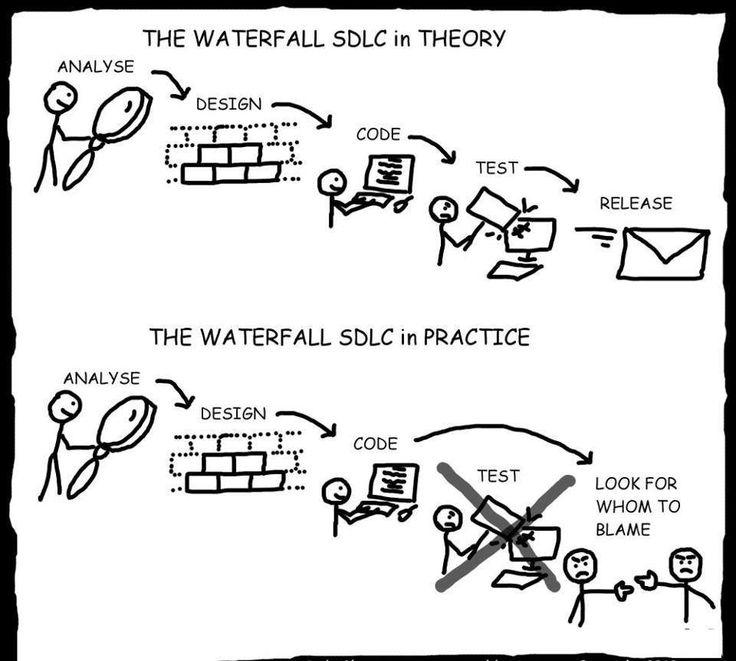 THE WATERFALL SDLC in THEORY
ANALYSE
DESIGN
CODE
TEST
RELEASE
THE WATERFALL SDLC in PRACTICE
ANALYSE
DESIGN
CODE
TEST
LOOK FOR
WHOM TO
BLAME